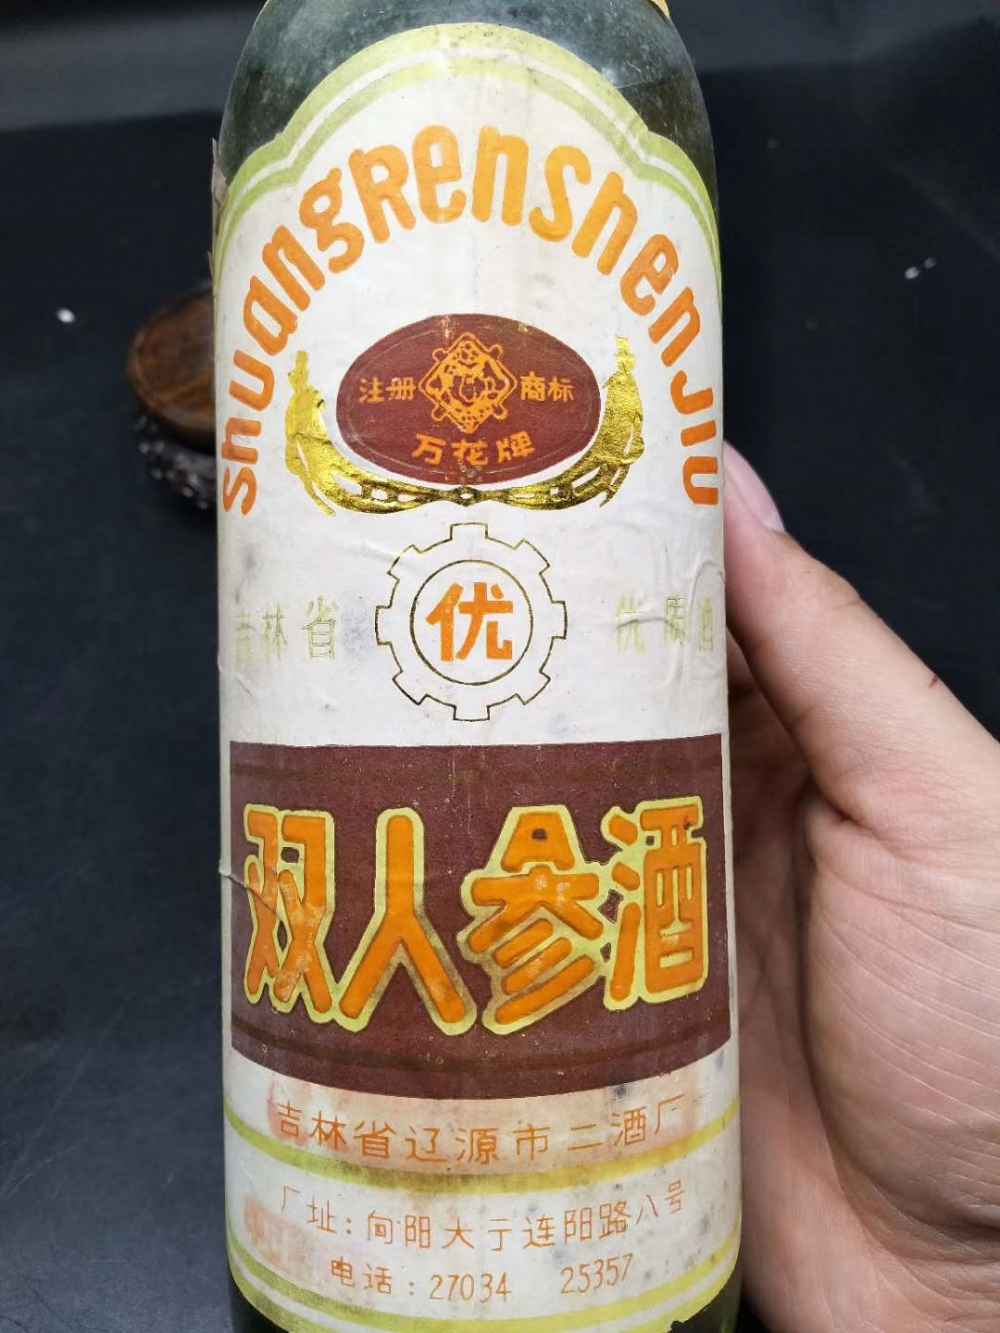 ShuangRenShenJIU
注册 商标
万花牌
吉林省 优 优质酒
双人参酒
吉林省辽源市二酒厂
厂址:向阳大亍连阳路八号
电话:27034 25357